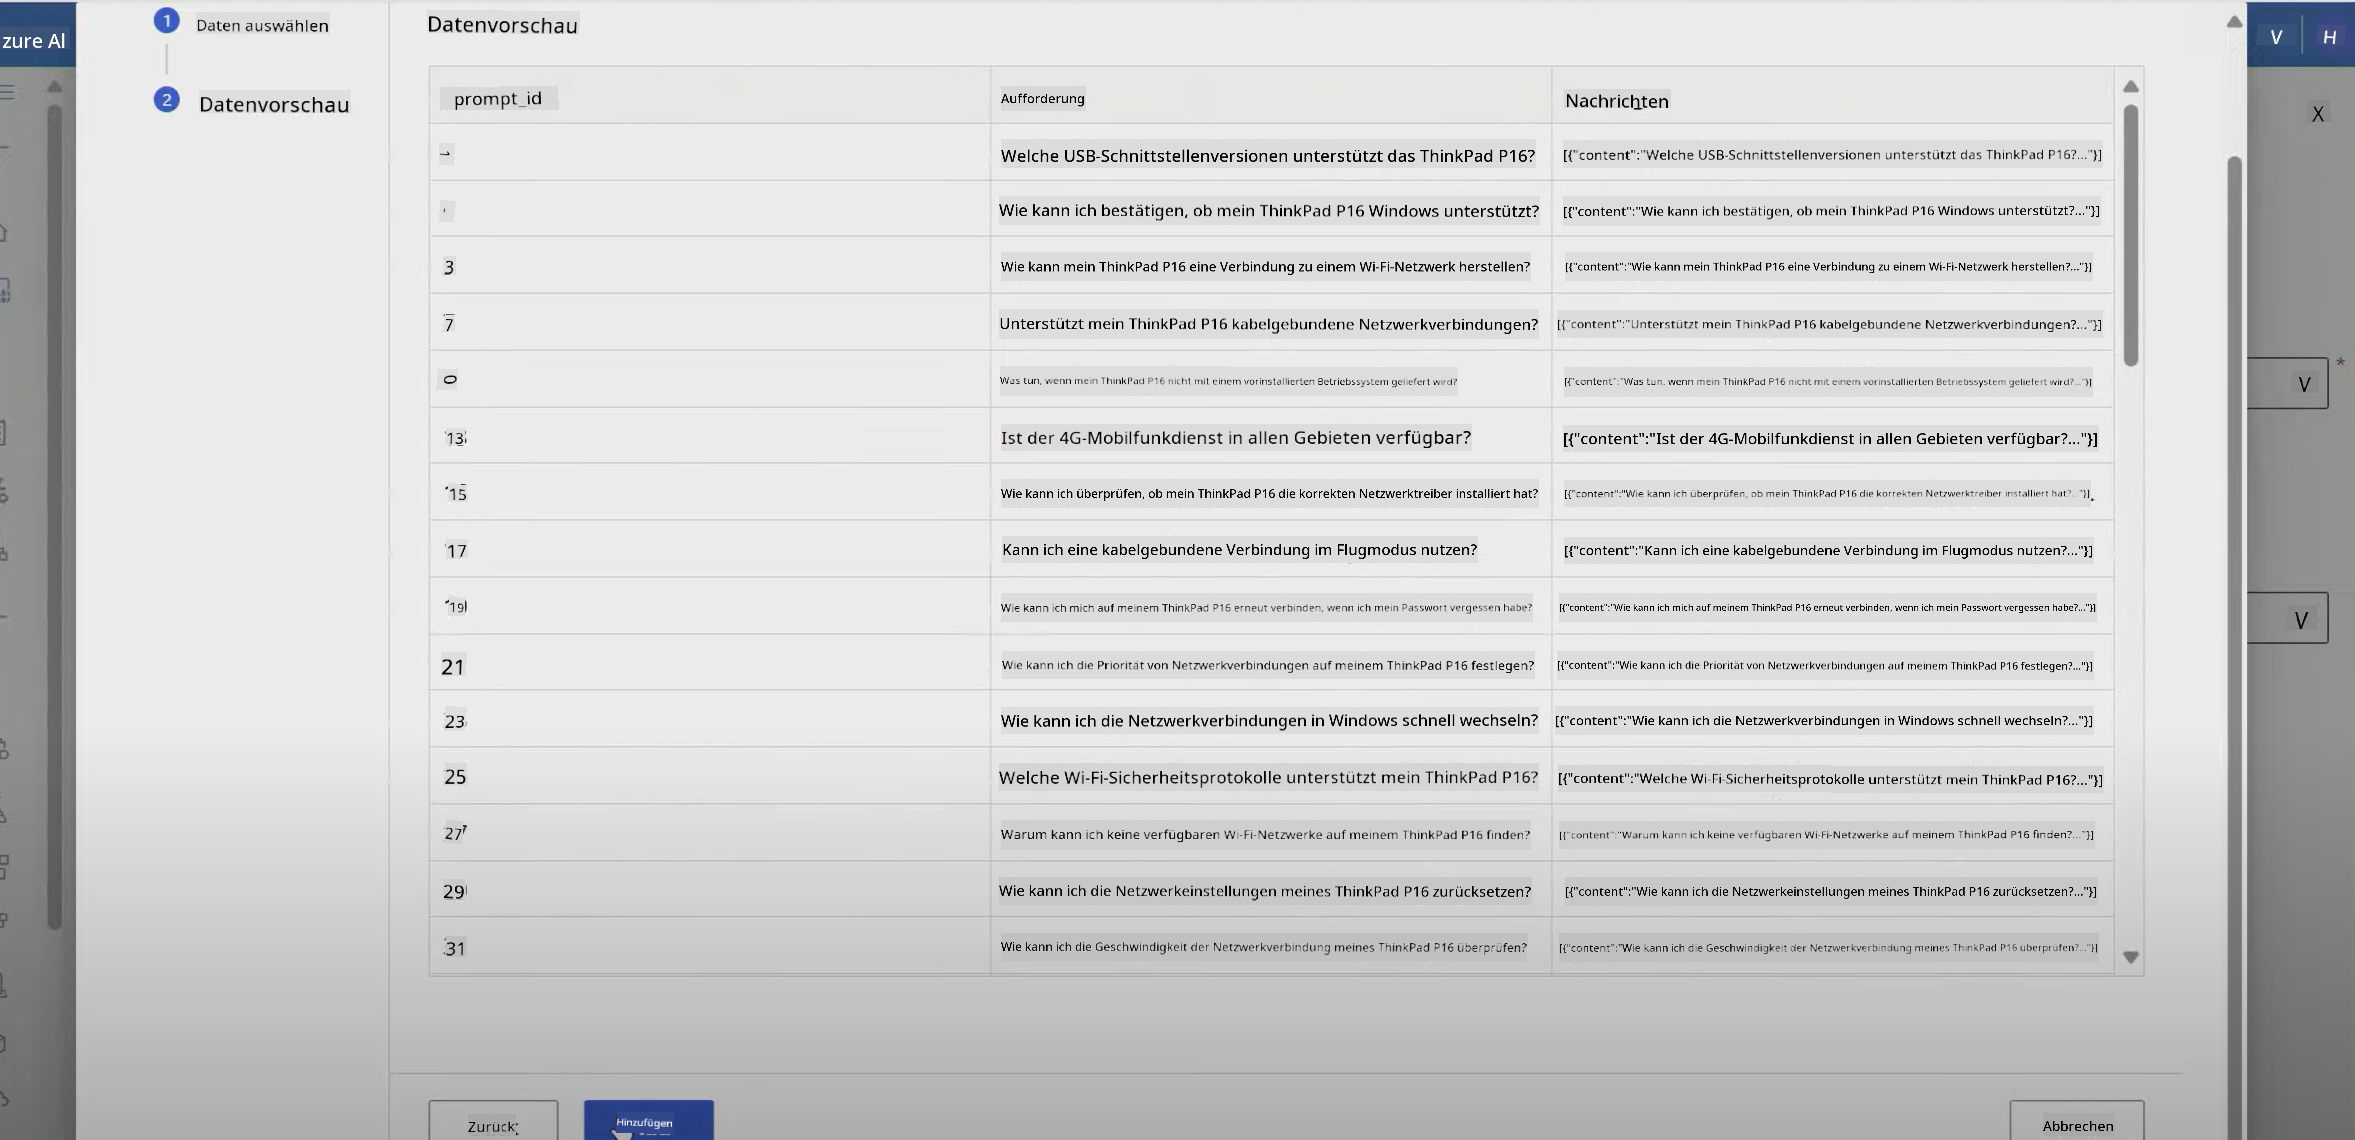 zure AI
1 Daten auswählen
2 Datenvorschau
Datenvorschau
V H
X
prompt_id Aufforderung Nachrichten
Welche USB-Schnittstellenversionen unterstützt das ThinkPad P16? [{"content":"Welche USB-Schnittstellenversionen unterstützt das ThinkPad P16?..."}]
Wie kann ich bestätigen, ob mein ThinkPad P16 Windows unterstützt? [{"content":"Wie kann ich bestätigen, ob mein ThinkPad P16 Windows unterstützt?..."}]
3 Wie kann mein ThinkPad P16 eine Verbindung zu einem Wi-Fi-Netzwerk herstellen? [{"content":"Wie kann mein ThinkPad P16 eine Verbindung zu einem Wi-Fi-Netzwerk herstellen?..."}]
7 Unterstützt mein ThinkPad P16 kabelgebundene Netzwerkverbindungen? [{"content":"Unterstützt mein ThinkPad P16 kabelgebundene Netzwerkverbindungen?..."}]
0 Was tun, wenn mein ThinkPad P16 nicht mit einem vorinstallierten Betriebssystem geliefert wird? [{"content":"Was tun, wenn mein ThinkPad P16 nicht mit einem vorinstallierten Betriebssystem geliefert wird?..."}]
13 Ist der 4G-Mobilfunkdienst in allen Gebieten verfügbar? [{"content":"Ist der 4G-Mobilfunkdienst in allen Gebieten verfügbar?..."}]
15 Wie kann ich überprüfen, ob mein ThinkPad P16 die korrekten Netzwerktreiber installiert hat? [{"content":"Wie kann ich überprüfen, ob mein ThinkPad P16 die korrekten Netzwerktreiber installiert hat?..."}]
17 Kann ich eine kabelgebundene Verbindung im Flugmodus nutzen? [{"content":"Kann ich eine kabelgebundene Verbindung im Flugmodus nutzen?..."}]
19 Wie kann ich mich auf meinem ThinkPad P16 erneut verbinden, wenn ich mein Passwort vergessen habe? [{"content":"Wie kann ich mich auf meinem ThinkPad P16 erneut verbinden, wenn ich mein Passwort vergessen habe?..."}]
21 Wie kann ich die Priorität von Netzwerkverbindungen auf meinem ThinkPad P16 festlegen? [{"content":"Wie kann ich die Priorität von Netzwerkverbindungen auf meinem ThinkPad P16 festlegen?..."}]
23 Wie kann ich die Netzwerkverbindungen in Windows schnell wechseln? [{"content":"Wie kann ich die Netzwerkverbindungen in Windows schnell wechseln?..."}]
25 Welche Wi-Fi-Sicherheitsprotokolle unterstützt mein ThinkPad P16? [{"content":"Welche Wi-Fi-Sicherheitsprotokolle unterstützt mein ThinkPad P16?..."}]
27 Warum kann ich keine verfügbaren Wi-Fi-Netzwerke auf meinem ThinkPad P16 finden? [{"content":"Warum kann ich keine verfügbaren Wi-Fi-Netzwerke auf meinem ThinkPad P16 finden?..."}]
29 Wie kann ich die Netzwerkeinstellungen meines ThinkPad P16 zurücksetzen? [{"content":"Wie kann ich die Netzwerkeinstellungen meines ThinkPad P16 zurücksetzen?..."}]
31 Wie kann ich die Geschwindigkeit der Netzwerkverbindung meines ThinkPad P16 überprüfen? [{"content":"Wie kann ich die Geschwindigkeit der Netzwerkverbindung meines ThinkPad P16 überprüfen?..."}]
*
V
V
Zurück
Hinzufügen
Abbrechen